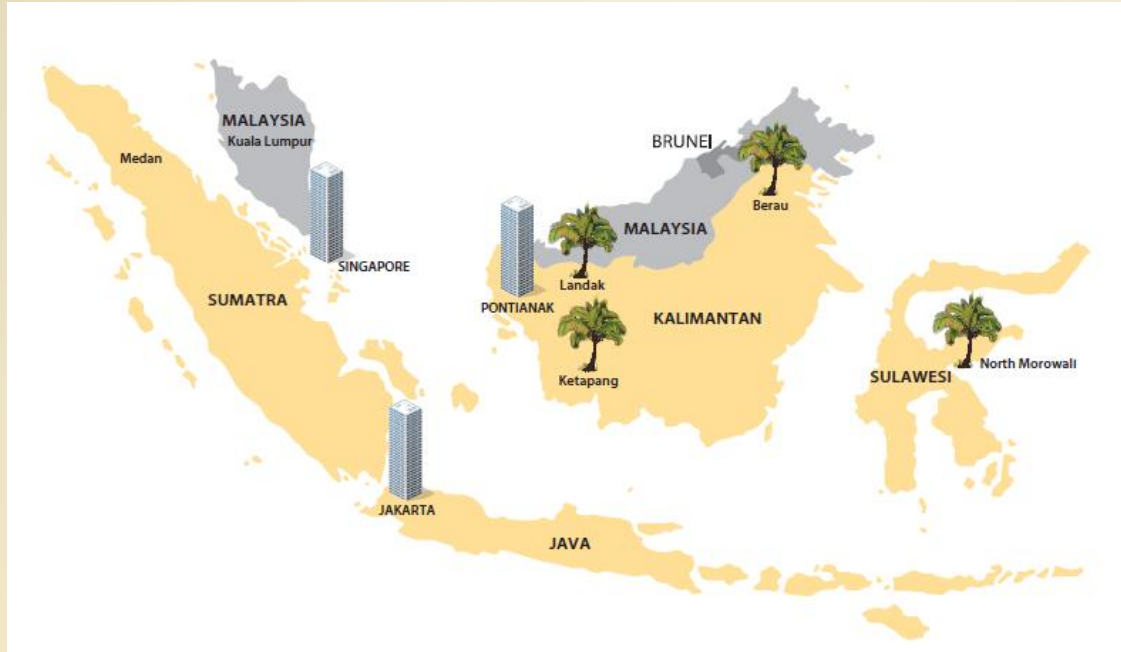 MALAYSIA
Kuala Lumpur
Medan
BRUNEI
Berau
MALAYSIA
SINGAPORE
Landak
SUMATRA
PONTIANAK
KALIMANTAN
North Morowali
Ketapang
SULAWESI
JAKARTA
JAVA